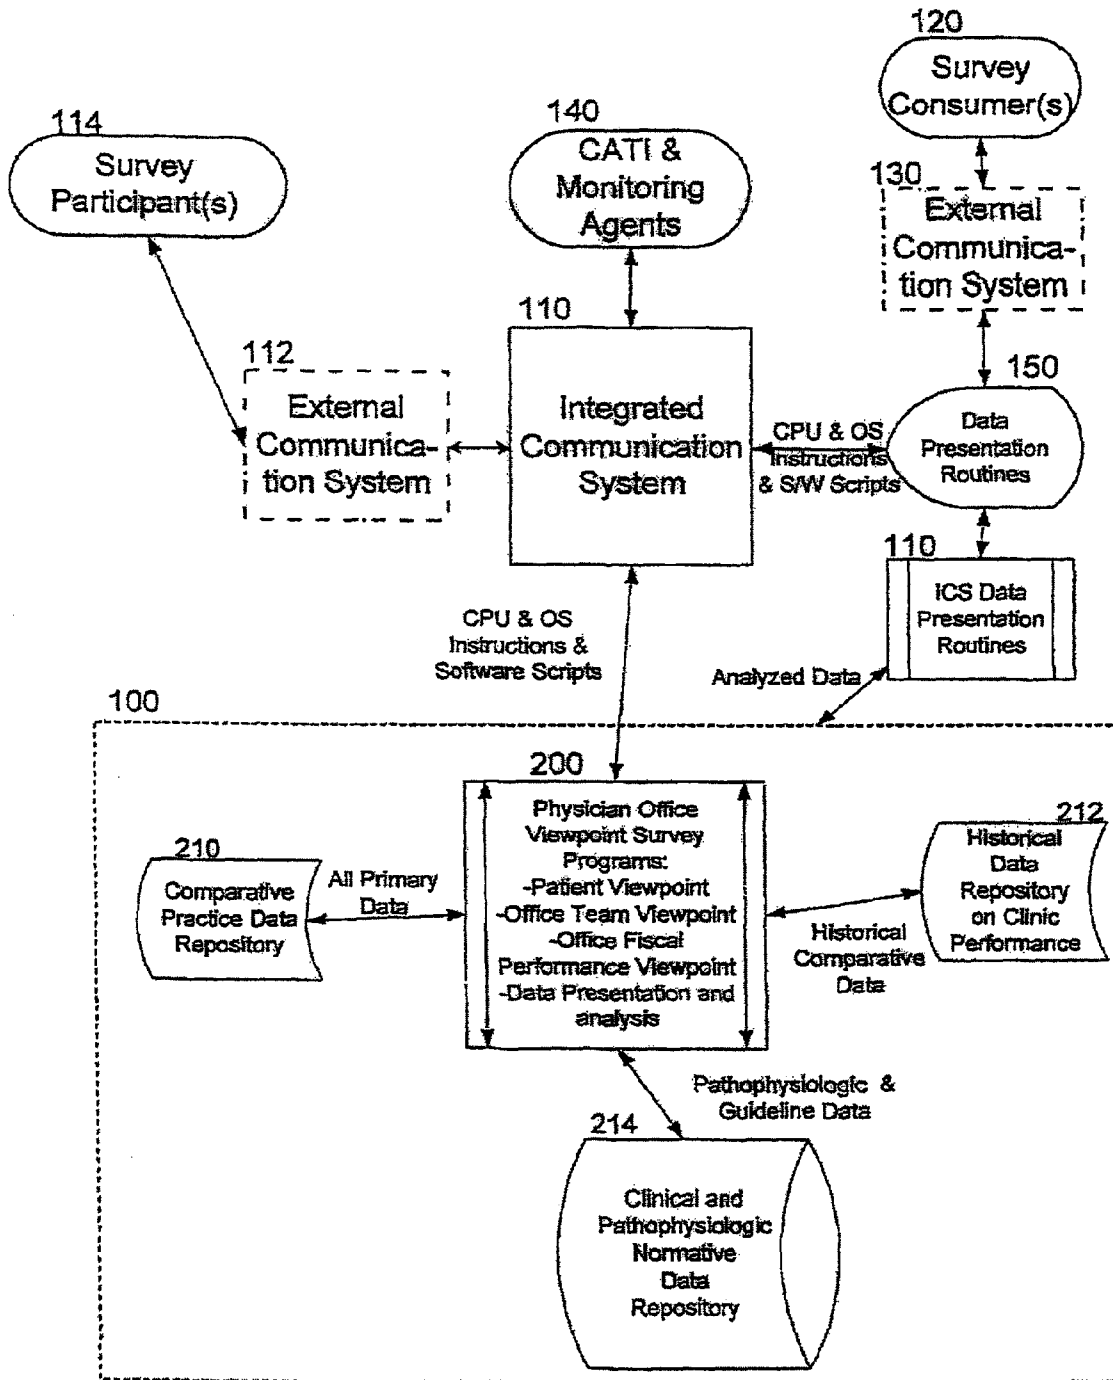 120
Survey
Consumer(s)
114
Survey
Participant(s)
140
CATI &
Monitoring
Agents
130
External
Communica-
tion System
112
External
Communica-
tion System
110
Integrated
Communication
System
CPU & OS
Instructions
& S/W Scripts
150
Data
Presentation
Routines
110
ICS Data
Presentation
Routines
CPU & OS
Instructions &
Software Scripts
Analyzed Data
100
200
Physician Office
Viewpoint Survey
Programs:
-Patient Viewpoint
-Office Team Viewpoint
-Office Fiscal
Performance Viewpoint
-Data Presentation and
analysis
210
Comparative
Practice Data
Repository
All Primary
Data
212
Historical
Data
Repository
on Clinic
Performance
Historical
Comparative
Data
Pathophysiologic &
Guideline Data
214
Clinical and
Pathophysiologic
Normative
Data
Repository